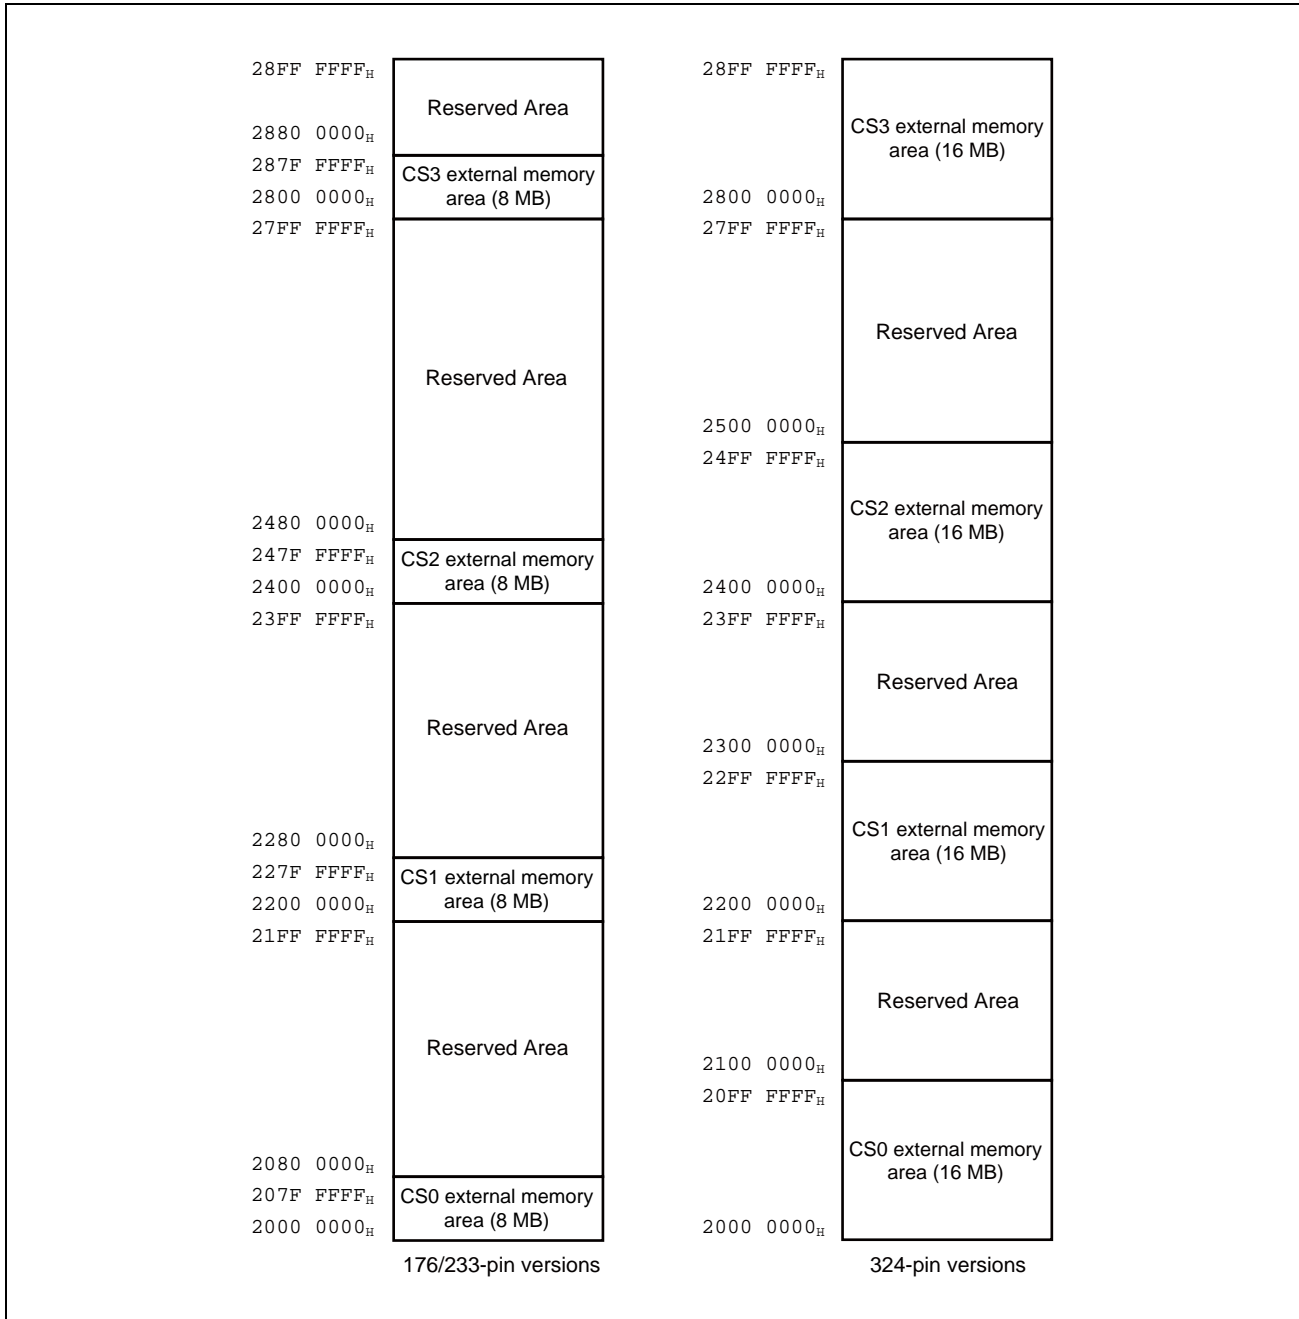 28FF FFFFH
Reserved Area
2880 0000H
287F FFFFH
CS3 external memory
area (8 MB)
2800 0000H
27FF FFFFH
Reserved Area
2480 0000H
247F FFFFH
CS2 external memory
area (8 MB)
2400 0000H
23FF FFFFH
Reserved Area
2280 0000H
227F FFFFH
CS1 external memory
area (8 MB)
2200 0000H
21FF FFFFH
Reserved Area
2080 0000H
207F FFFFH
CS0 external memory
area (8 MB)
2000 0000H
176/233-pin versions
28FF FFFFH
CS3 external memory
area (16 MB)
2800 0000H
27FF FFFFH
Reserved Area
2500 0000H
24FF FFFFH
CS2 external memory
area (16 MB)
2400 0000H
23FF FFFFH
Reserved Area
2300 0000H
22FF FFFFH
CS1 external memory
area (16 MB)
2200 0000H
21FF FFFFH
Reserved Area
2100 0000H
20FF FFFFH
CS0 external memory
area (16 MB)
2000 0000H
324-pin versions